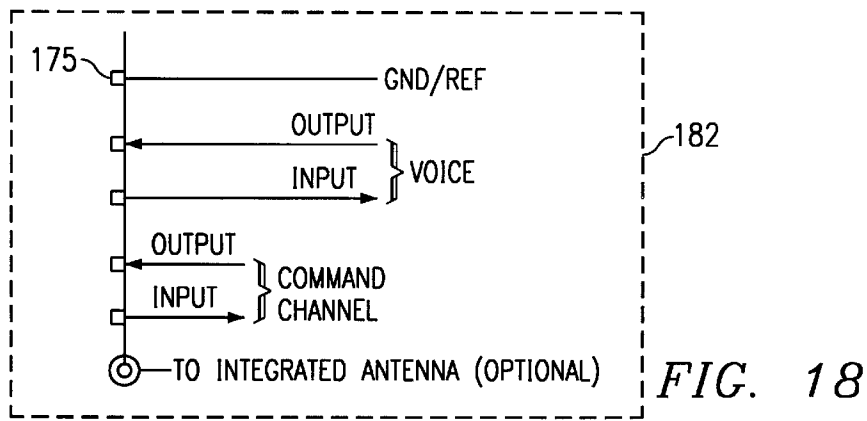 175
GND/REF
OUTPUT
182
VOICE
INPUT
OUTPUT
COMMAND
CHANNEL
INPUT
TO INTEGRATED ANTENNA (OPTIONAL)
FIG. 18